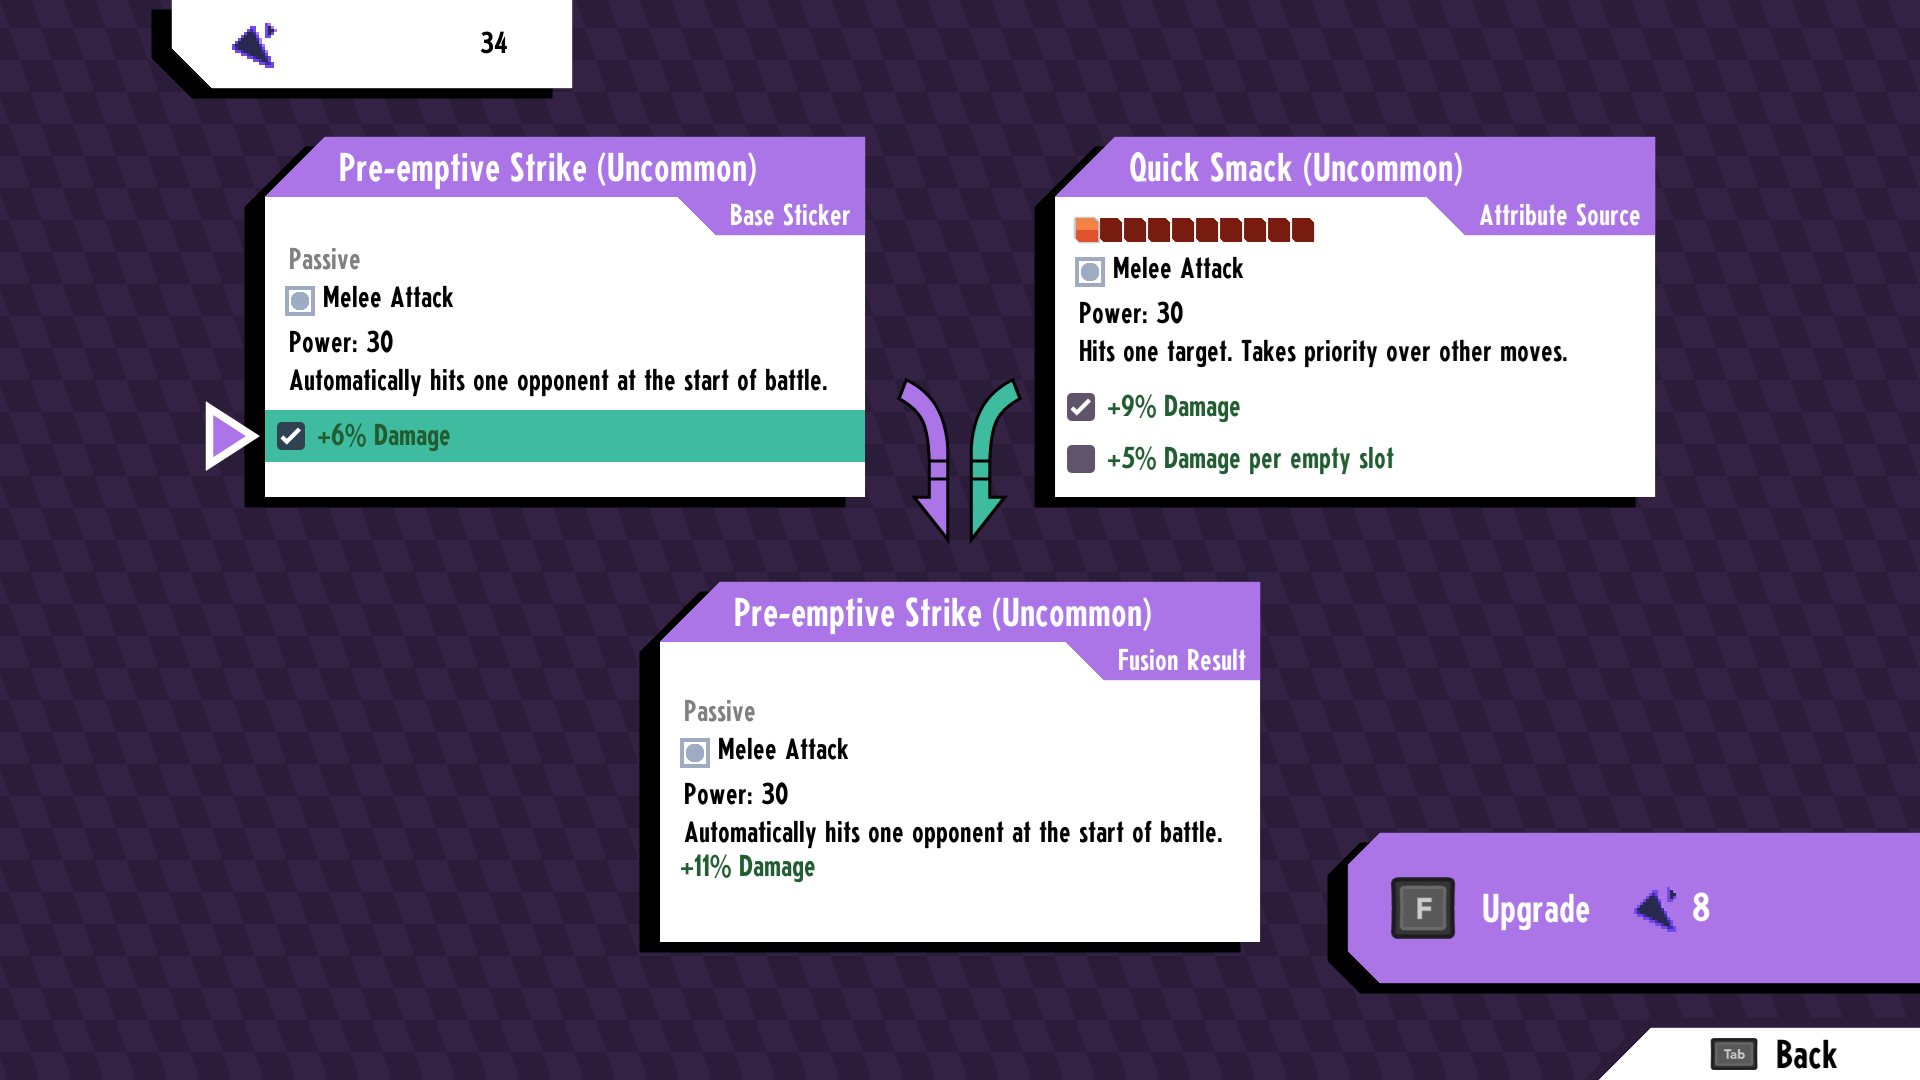 34
Pre-emptive Strike (Uncommon)
Base Sticker
Passive
Melee Attack
Power: 30
Automatically hits one opponent at the start of battle.
+6% Damage
Quick Smack (Uncommon)
Attribute Source
Melee Attack
Power: 30
Hits one target. Takes priority over other moves.
+9% Damage
+5% Damage per empty slot
Pre-emptive Strike (Uncommon)
Fusion Result
Passive
Melee Attack
Power: 30
Automatically hits one opponent at the start of battle.
+11% Damage
F Upgrade 8
Tab Back